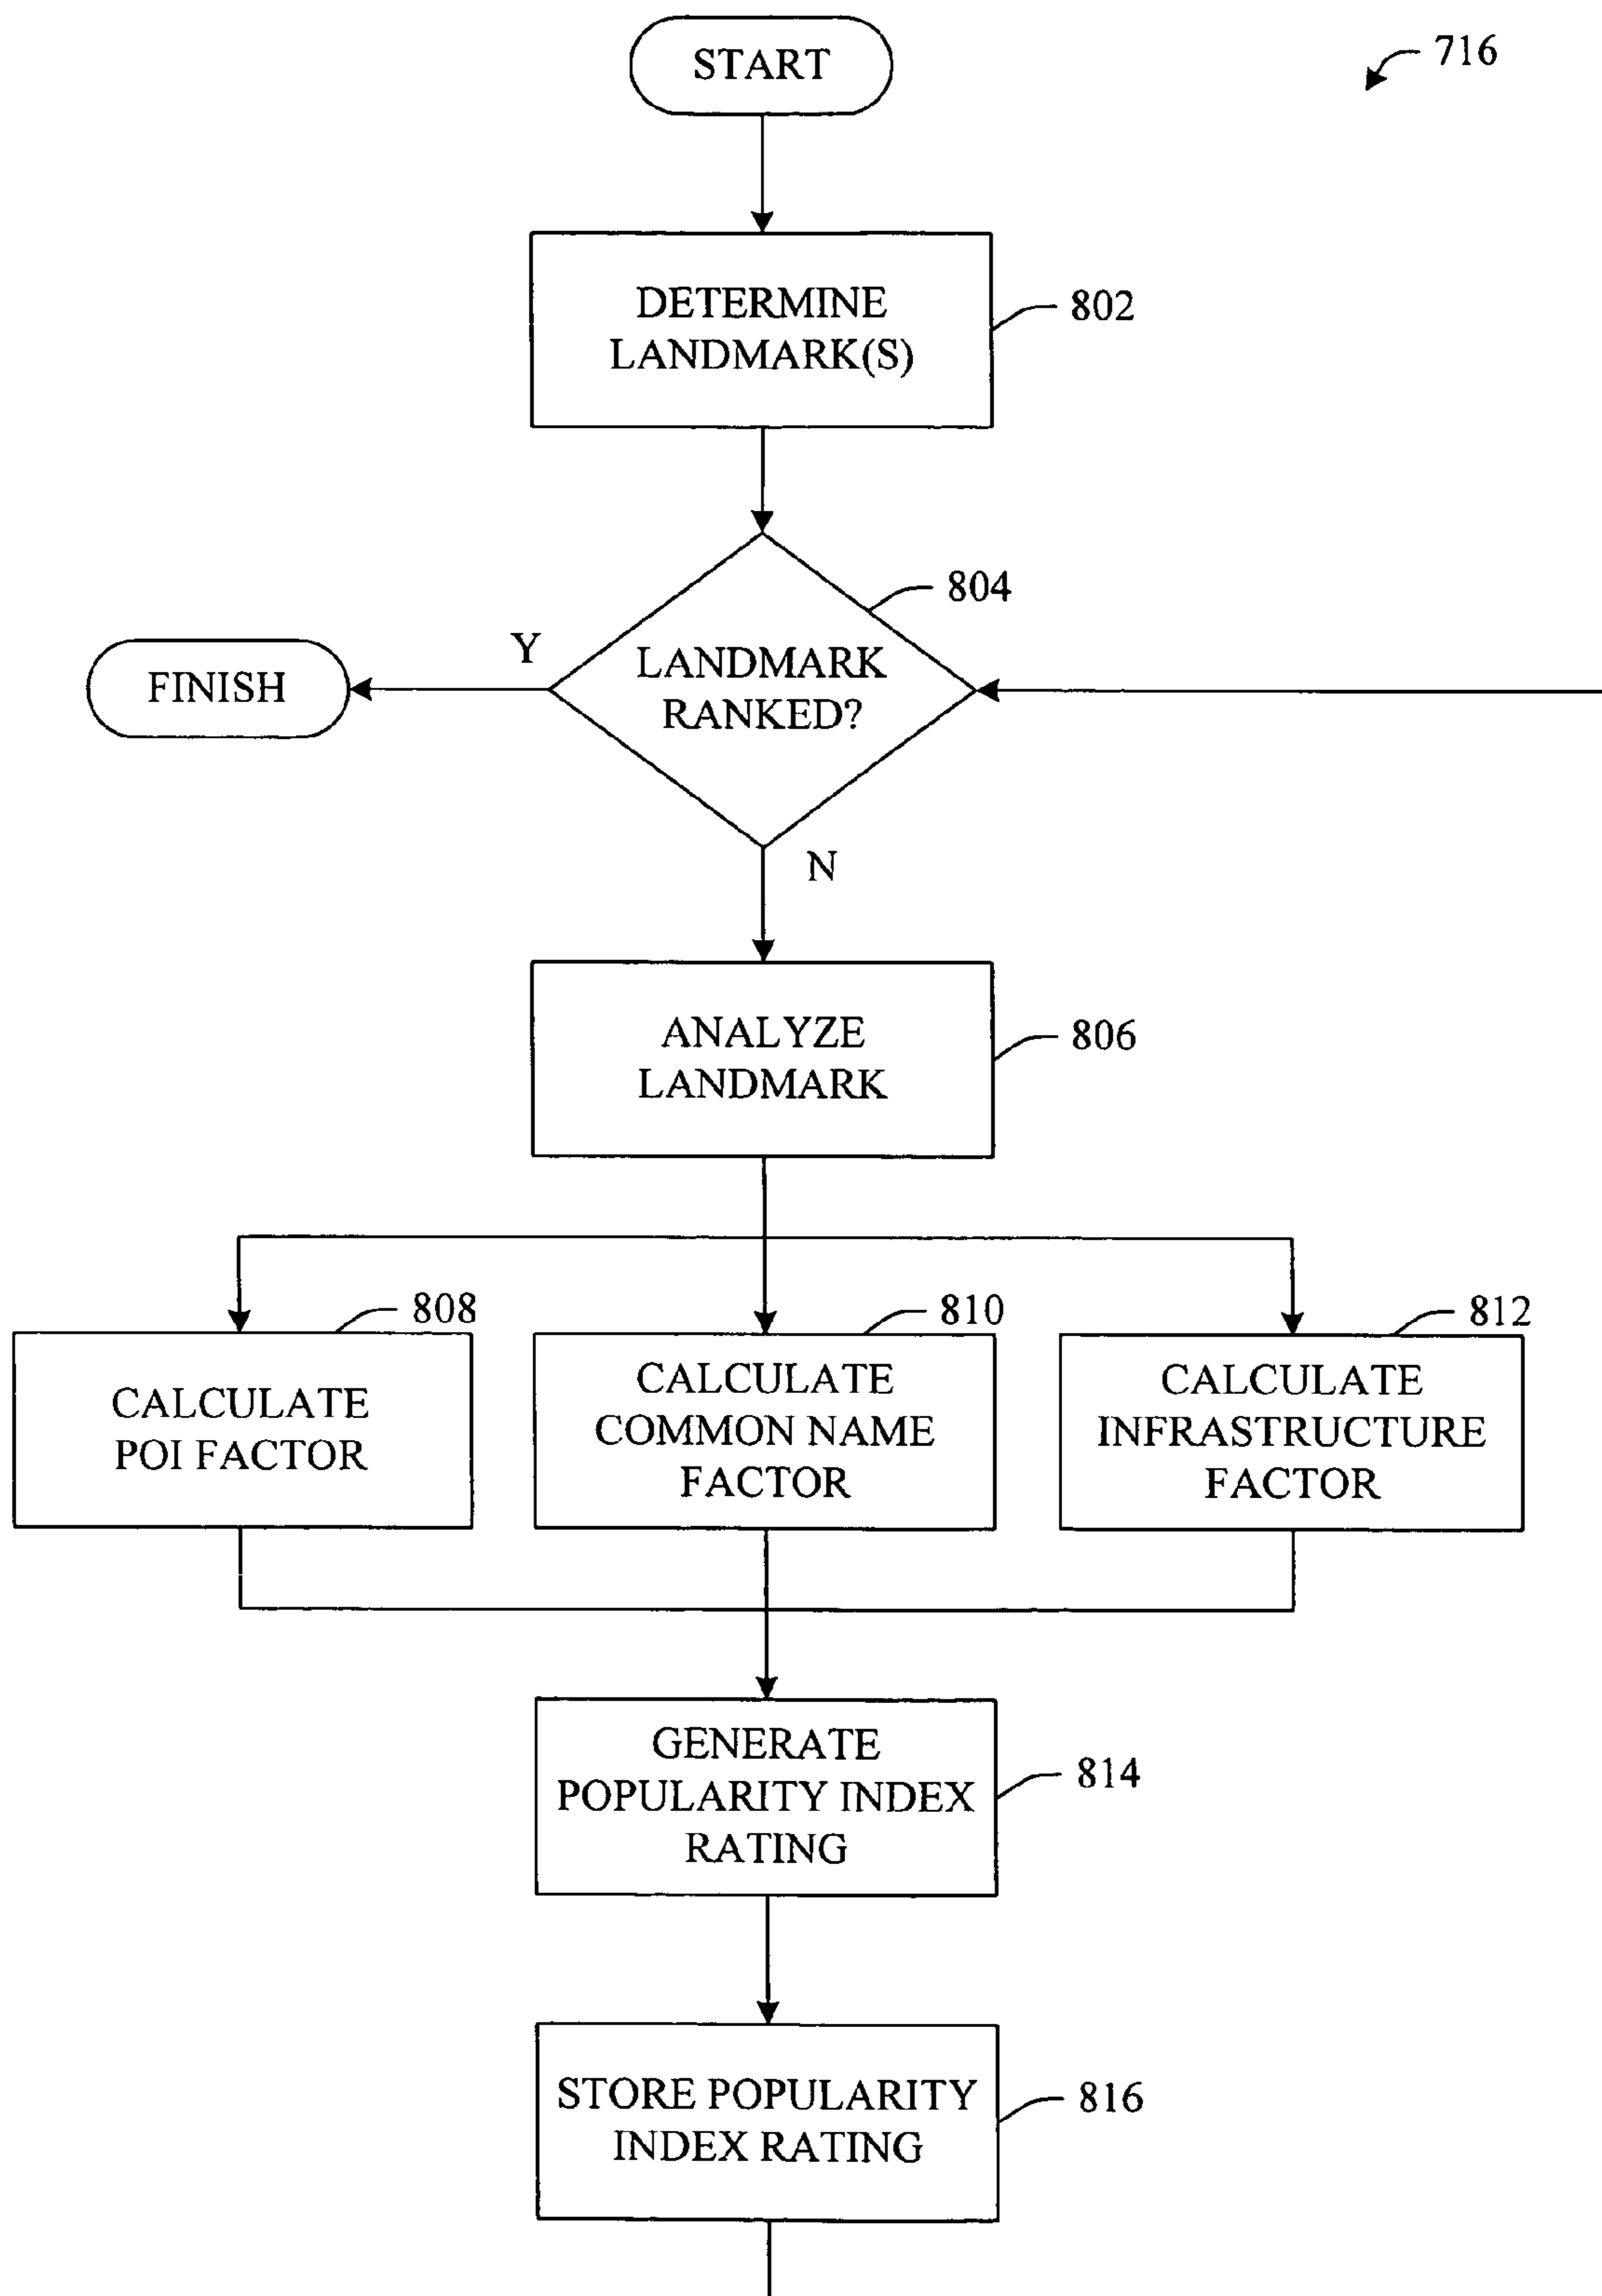 START
716
DETERMINE
LANDMARK(S)
802
804
Y
LANDMARK
RANKED?
FINISH
N
ANALYZE
LANDMARK
806
808
810
812
CALCULATE
POI FACTOR
CALCULATE
COMMON NAME
FACTOR
CALCULATE
INFRASTRUCTURE
FACTOR
GENERATE
POPULARITY INDEX
RATING
814
STORE POPULARITY
INDEX RATING
816